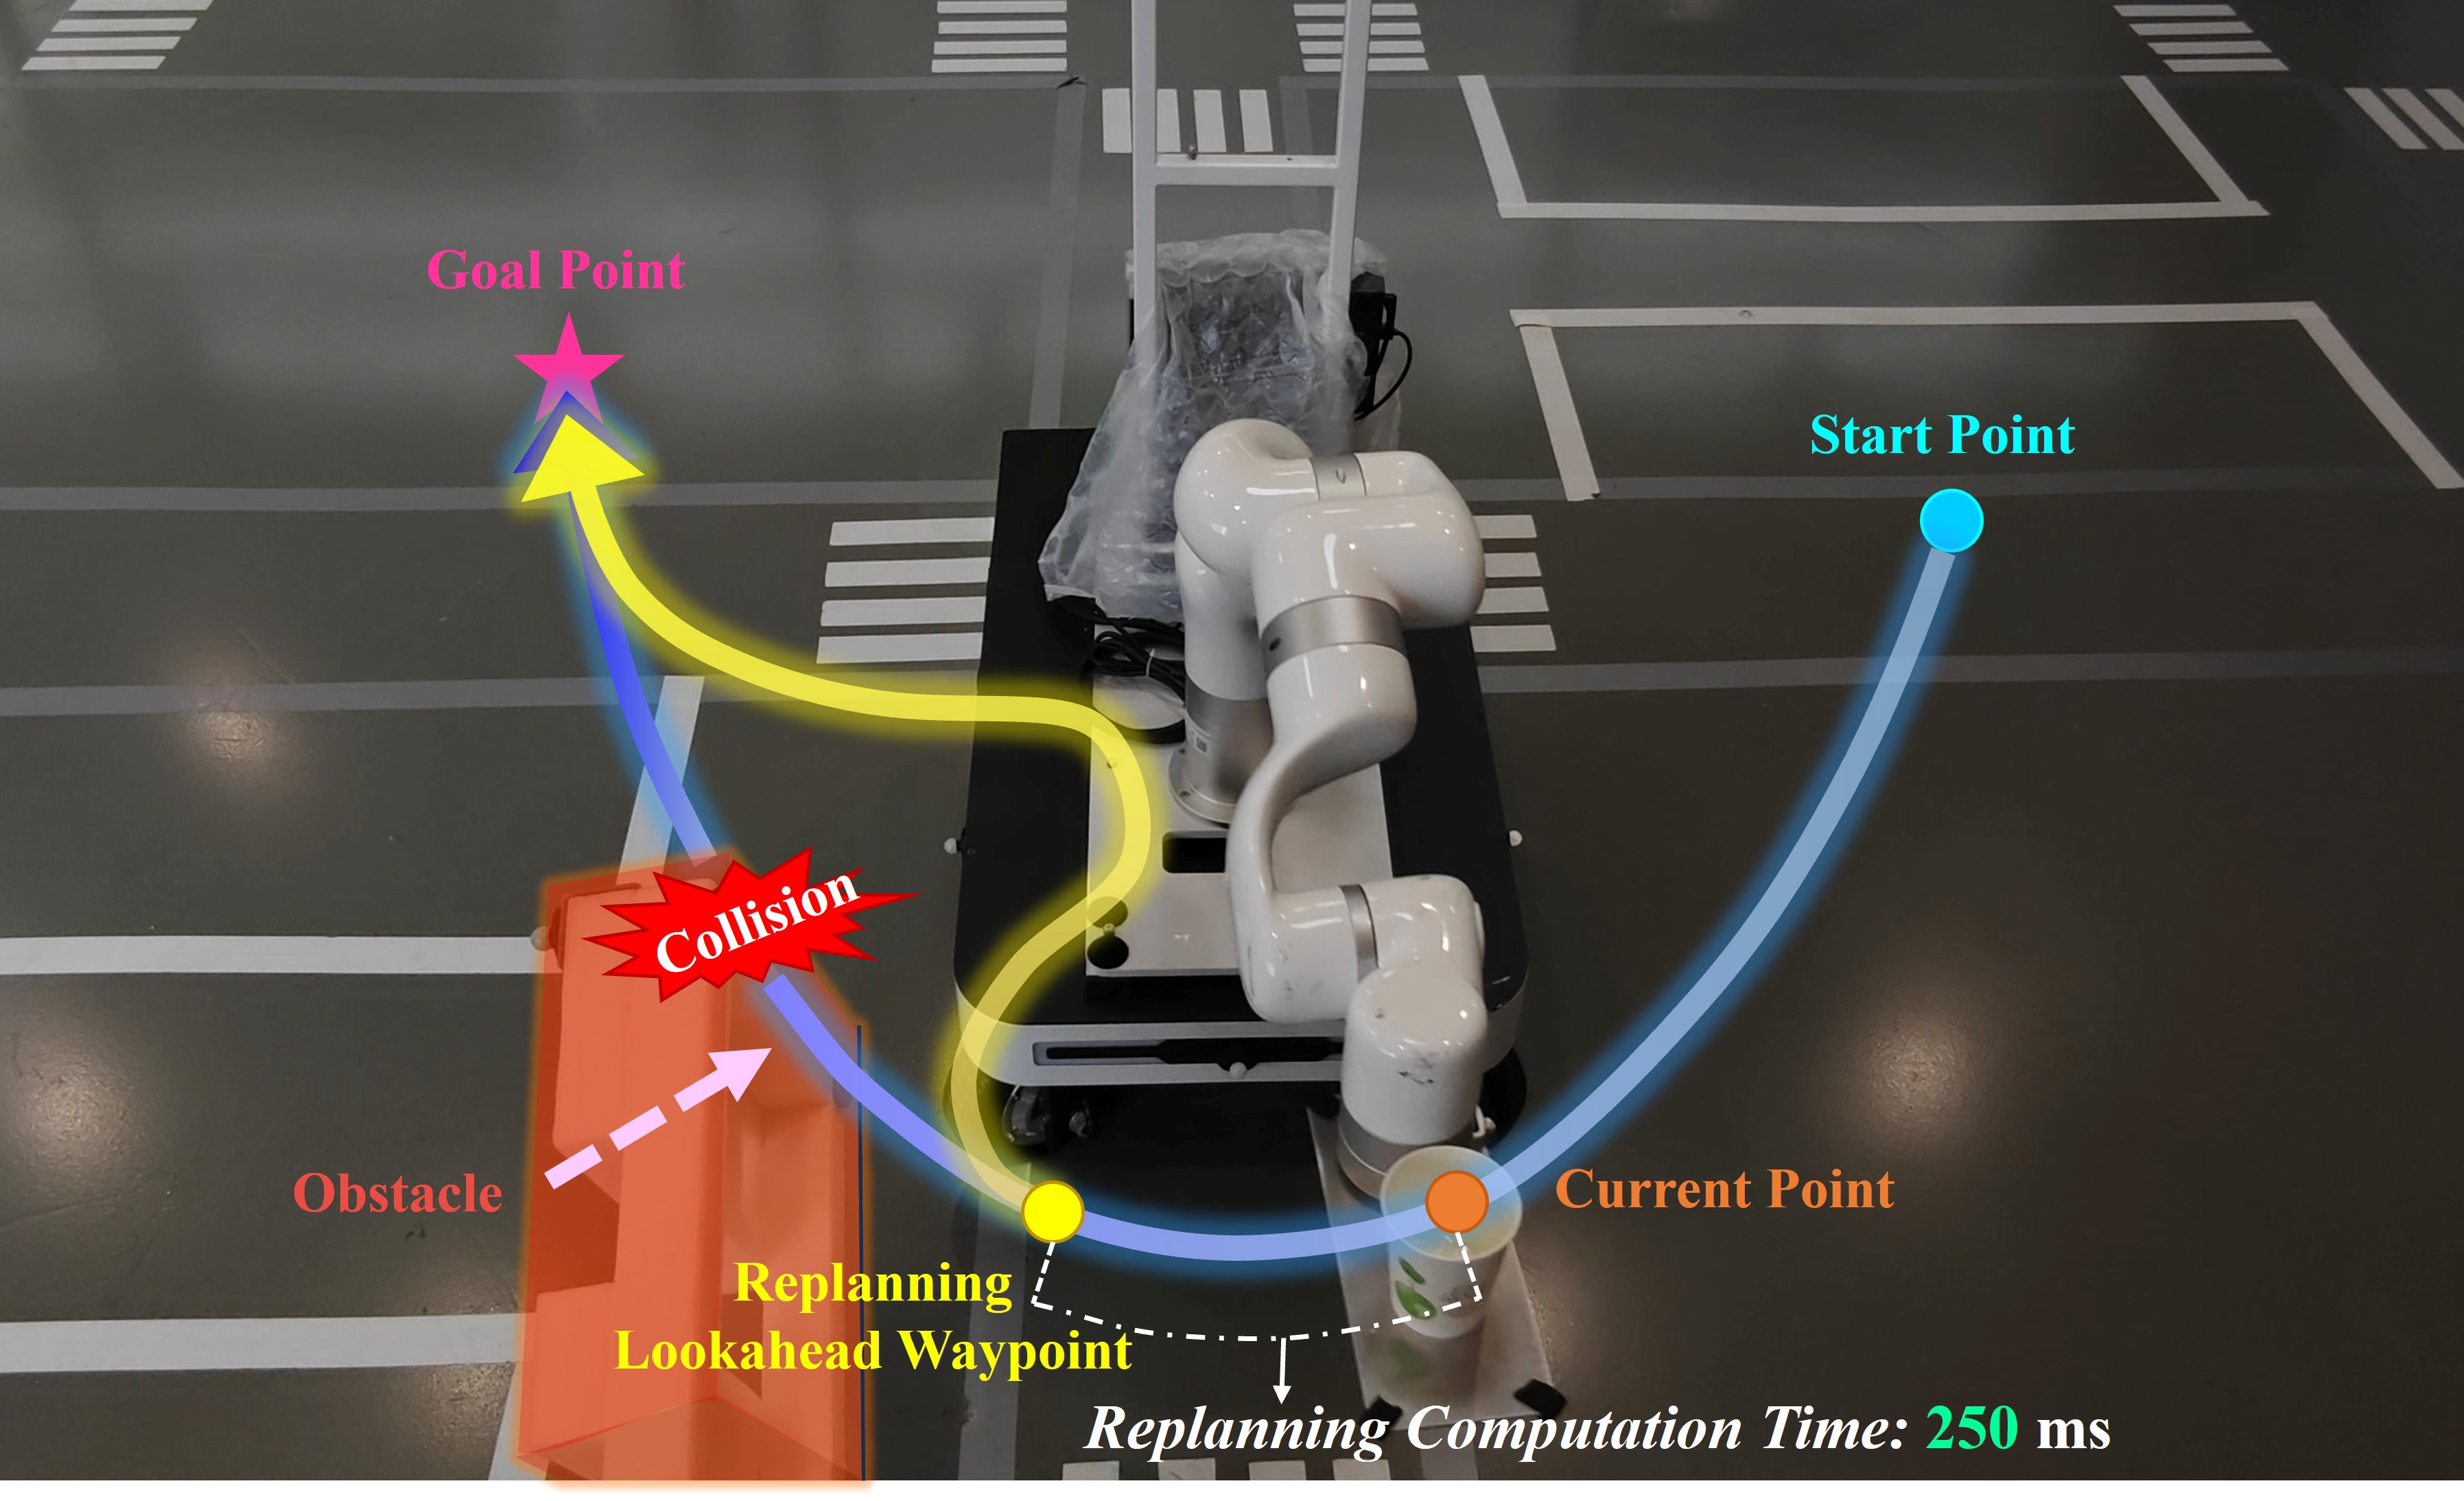 Goal Point
Start Point
Collision
Obstacle
Current Point
Replanning
Lookahead Waypoint
Replanning Computation Time: 250 ms